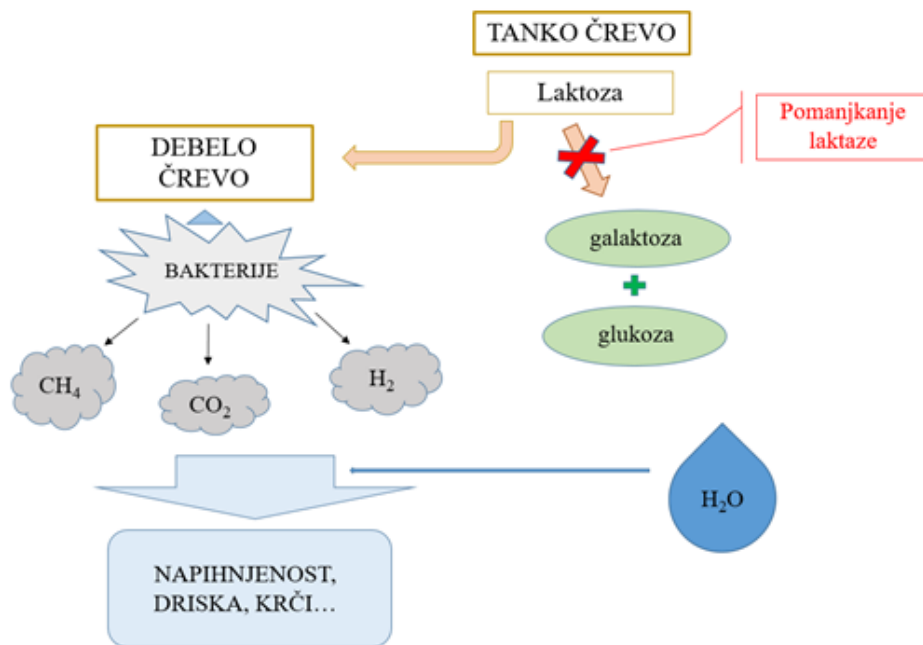 TANKO ČREVO
Laktoza
Pomanjkanje
laktaze
DEBELO
ČREVO
galaktoza
BAKTERIJE
glukoza
CH₄
CO₂
H₂
H₂O
NAPIHNJENOST,
DRISKA, KRČI…